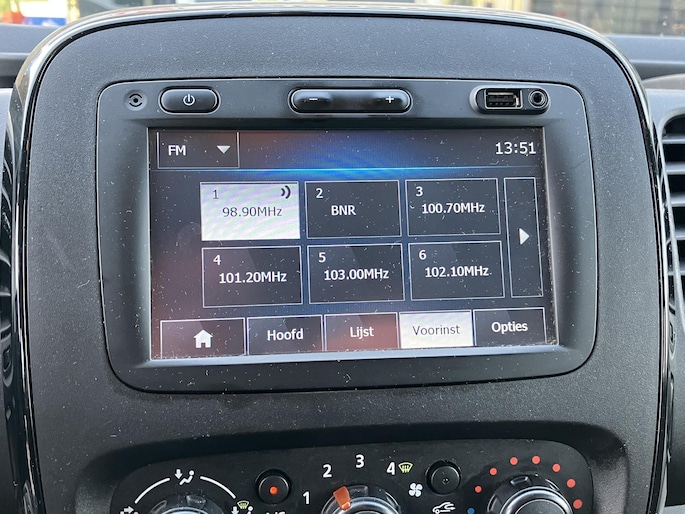 FM 13:51
1 2 3
98.90MHz BNR 100.70MHz
4 5 6
101.20MHz 103.00MHz 102.10MHz
Hoofd Lijst Voorinst Opties
1 2 3 4